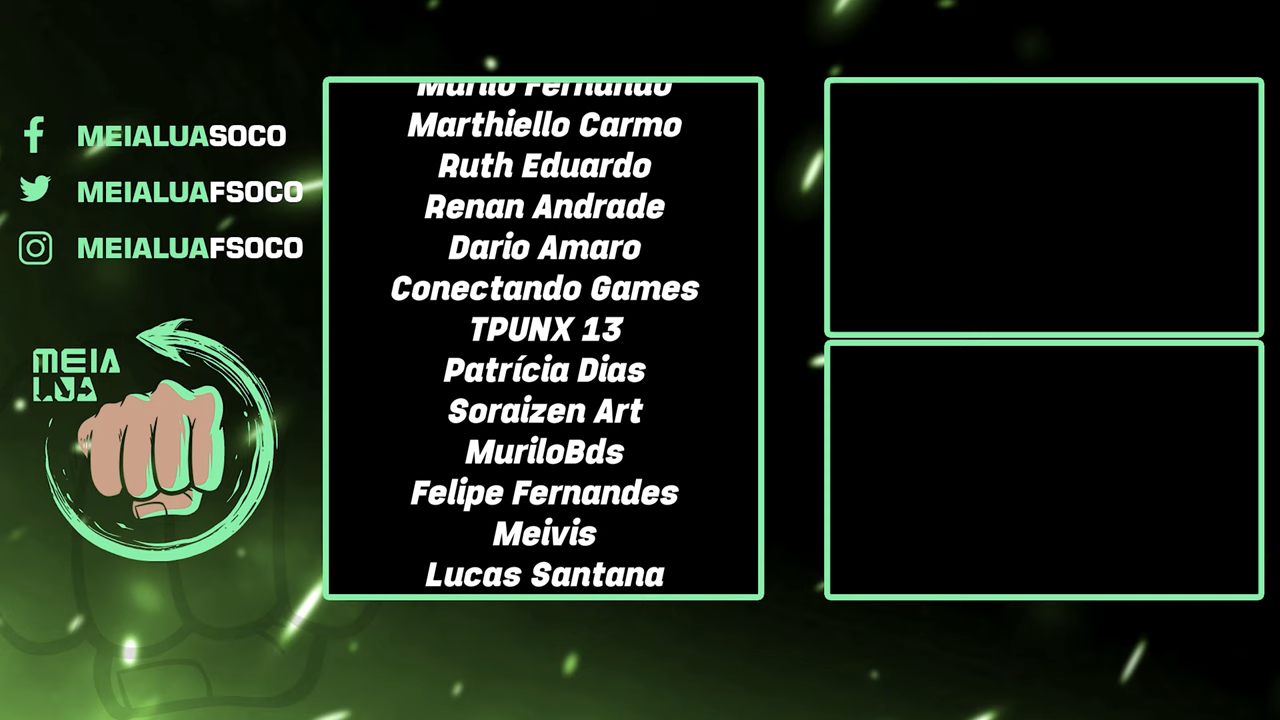 MEIALUASOCO
MEIALUAFSOCO
MEIALUAFSOCO
MEIA
LUA
Fernando
Marthiello Carmo
Ruth Eduardo
Renan Andrade
Dario Amaro
Conectando Games
TPUNX 13
Patrícia Dias
Soraizen Art
MuriloBds
Felipe Fernandes
Meivis
Lucas Santana